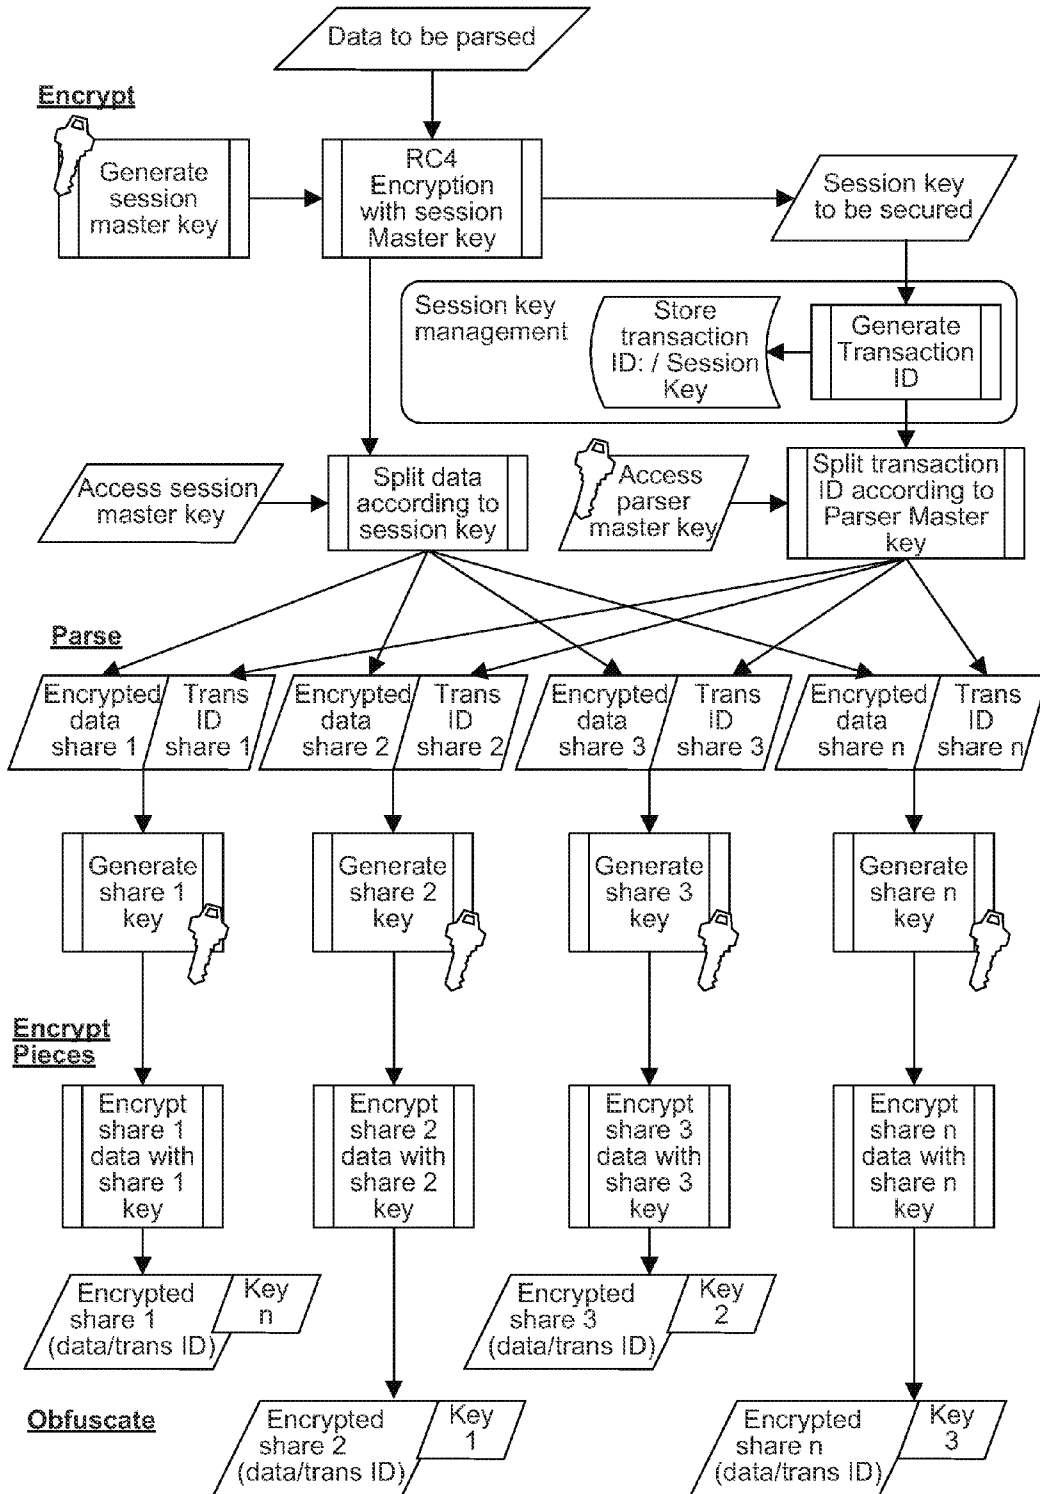 Data to be parsed
Encrypt
Generate
session
master key
RC4
Encryption
with session
Master key
Session key
to be secured
Session key
management
Store
transaction
ID: / Session
Key
Generate
Transaction
ID
Access session
master key
Split data
according to
session key
Access
parser
master key
Split transaction
ID according to
Parser Master
key
Parse
Encrypted
data
share 1
Trans
ID
share 1
Encrypted
data
share 2
Trans
ID
share 2
Encrypted
data
share 3
Trans
ID
share 3
Encrypted
data
share n
Trans
ID
share n
Generate
share 1
key
Generate
share 2
key
Generate
share 3
key
Generate
share n
key
Encrypt
Pieces
Encrypt
share 1
data with
share 1
key
Encrypt
share 2
data with
share 2
key
Encrypt
share 3
data with
share 3
key
Encrypt
share n
data with
share n
key
Encrypted
share 1
(data/trans ID)
Key
n
Encrypted
share 3
(data/trans ID)
Key
2
Obfuscate
Encrypted
share 2
(data/trans ID)
Key
1
Encrypted
share n
(data/trans ID)
Key
3